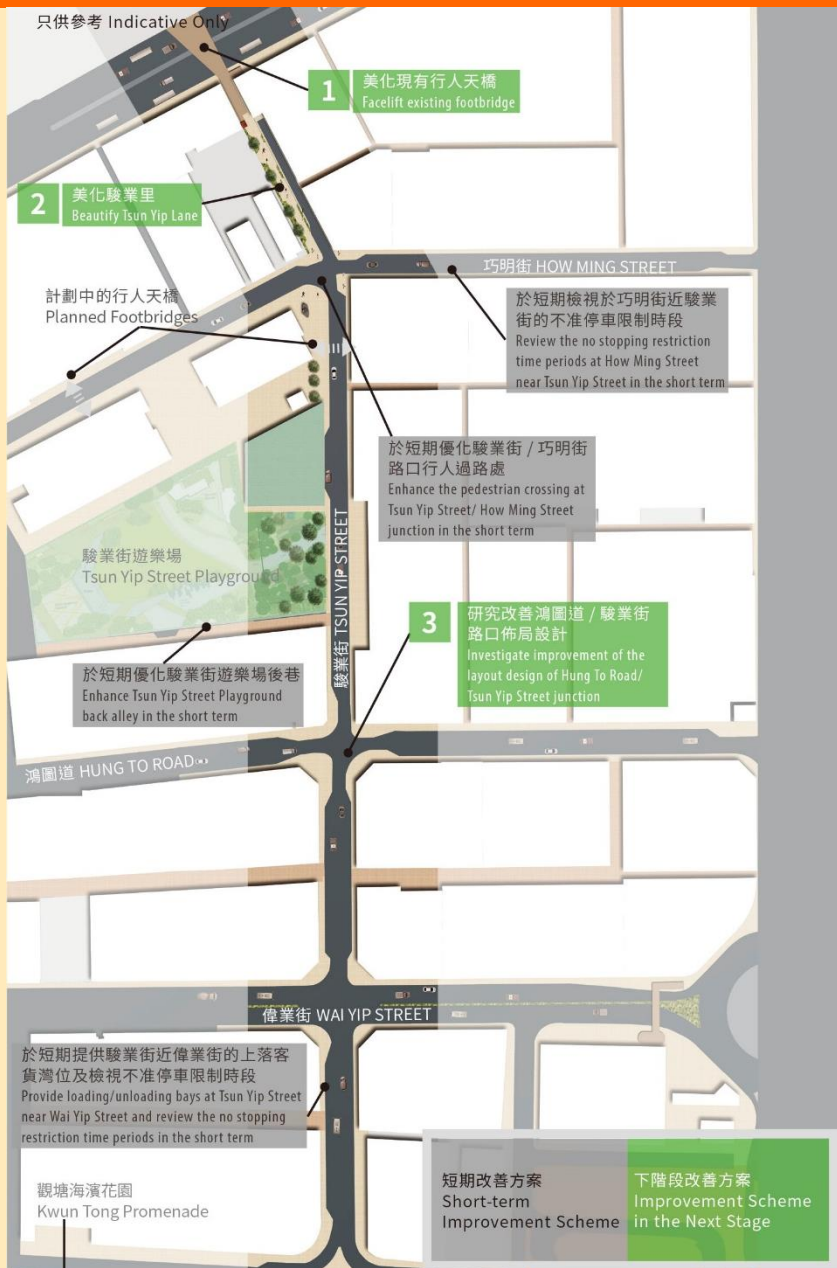 只供參考 Indicative Only
1
美化現有行人天橋
Facelift existing footbridge
2
美化駿業里
Beautify Tsun Yip Lane
巧明街 HOW MING STREET
計劃中的行人天橋
Planned Footbridges
於短期檢視於巧明街近駿業
街的不准停車限制時段
Review the no stopping restriction
time periods at How Ming Street
near Tsun Yip Street in the short term
於短期優化駿業街 / 巧明街
路口行人過路處
Enhance the pedestrian crossing at
Tsun Yip Street/ How Ming Street
junction in the short term
駿業街遊樂場
Tsun Yip Street Playground
駿業街 TSUN YIP STREET
3
研究改善鴻圖道 / 駿業街
路口佈局設計
Investigate improvement of the
layout design of Hung To Road/
Tsun Yip Street junction
於短期優化駿業街遊樂場後巷
Enhance Tsun Yip Street Playground
back alley in the short term
鴻圖道 HUNG TO ROAD
偉業街 WAI YIP STREET
於短期提供駿業街近偉業街的上落客
貨灣位及檢視不准停車限制時段
Provide loading/unloading bays at Tsun Yip Street
near Wai Yip Street and review the no stopping
restriction time periods in the short term
觀塘海濱花園
Kwun Tong Promenade
短期改善方案
Short-term
Improvement Scheme
下階段改善方案
Improvement Scheme
in the Next Stage